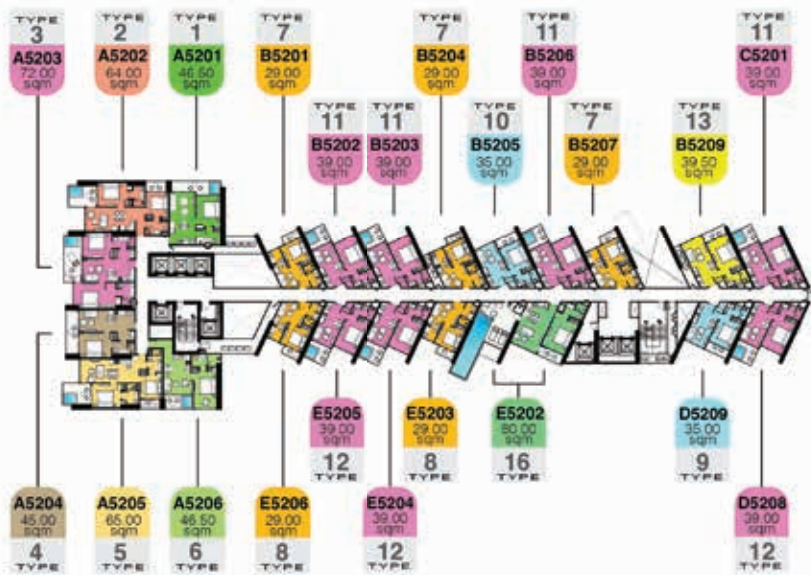 TYPE
3
A5203
72.00
sqm
TYPE
2
A5202
64.00
sqm
TYPE
1
A5201
46.50
sqm
TYPE
7
B5201
29.00
sqm
TYPE
7
B5204
29.00
sqm
TYPE
11
B5206
39.00
sqm
TYPE
11
C5201
39.00
sqm
TYPE
11
B5202
39.00
sqm
TYPE
11
B5203
39.00
sqm
TYPE
10
B5205
35.00
sqm
TYPE
7
B5207
29.00
sqm
TYPE
13
B5209
39.50
sqm
E5205
39.00
sqm
12
TYPE
E5203
29.00
sqm
8
TYPE
E5202
80.00
sqm
16
TYPE
D5209
35.00
sqm
9
TYPE
A5204
45.00
sqm
4
TYPE
A5205
65.00
sqm
5
TYPE
A5206
46.50
sqm
6
TYPE
E5206
29.00
sqm
8
TYPE
E5204
39.00
sqm
12
TYPE
D5208
39.00
sqm
12
TYPE